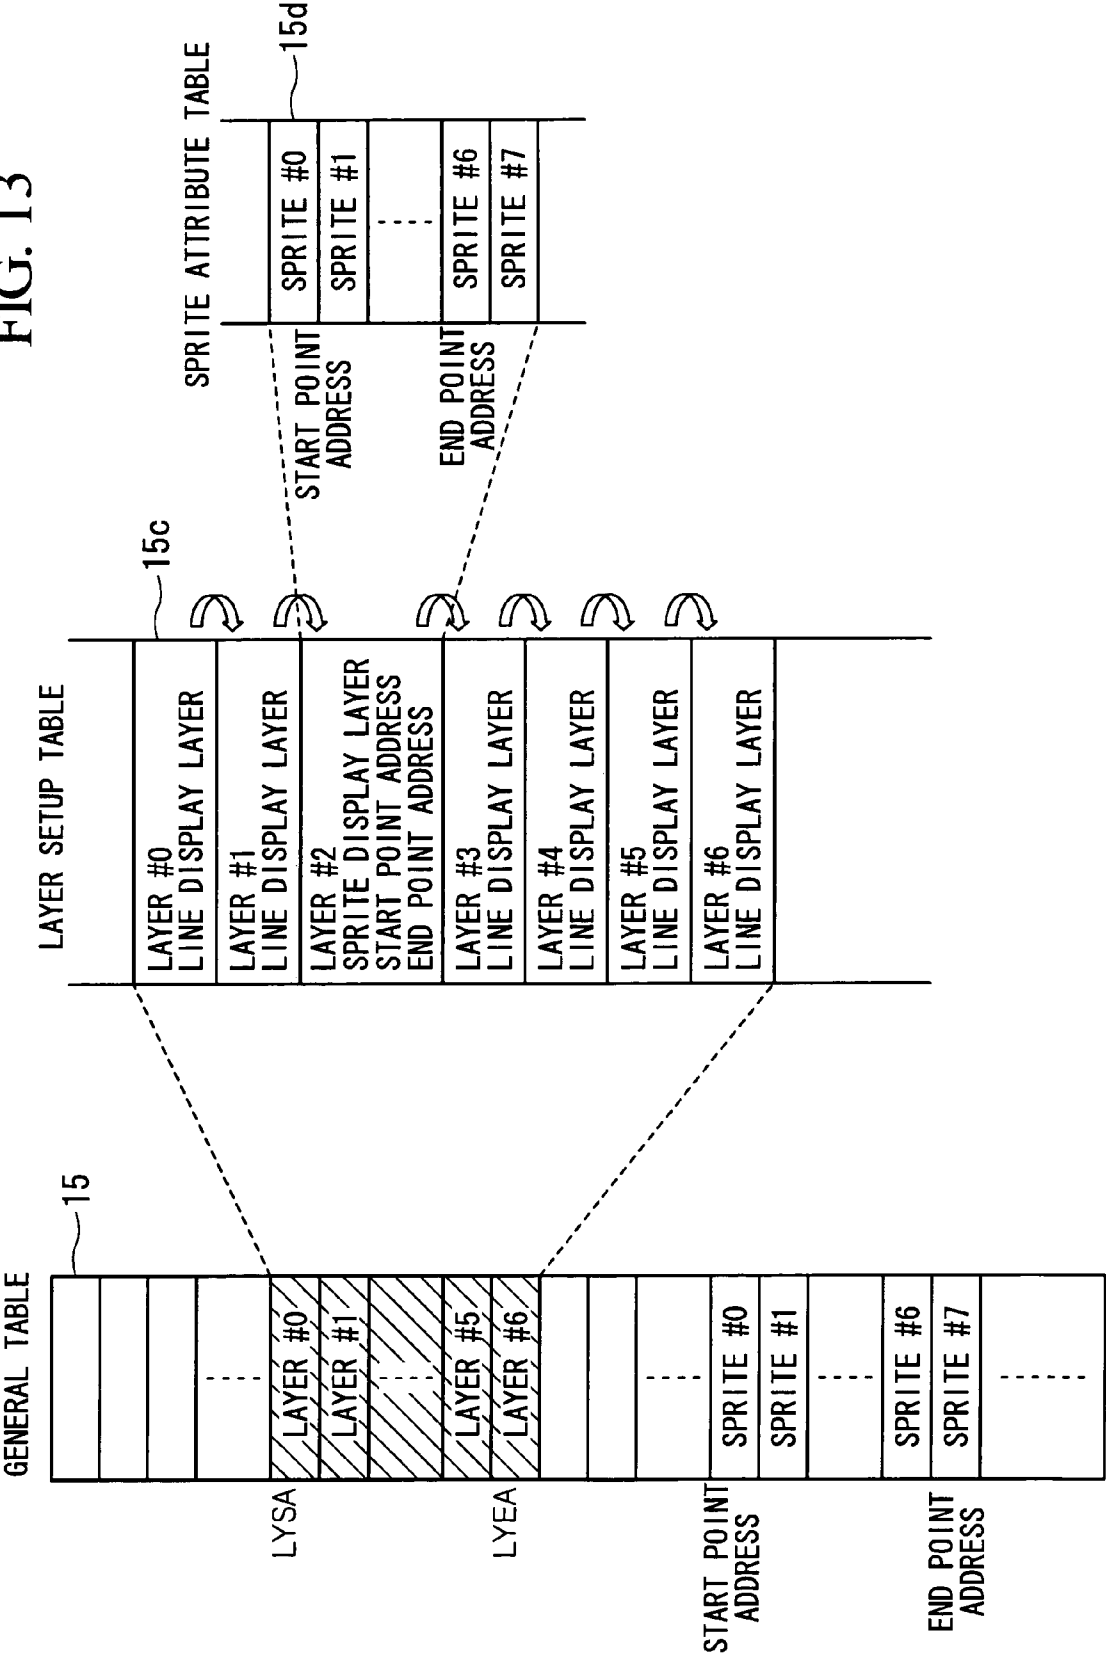 FIG. 13
GENERAL TABLE
15
LYSA
LAYER #0
LAYER #1
LAYER #5
LYEA
LAYER #6
START POINT
ADDRESS
SPRITE #0
SPRITE #1
SPRITE #6
END POINT
ADDRESS
SPRITE #7
LAYER SETUP TABLE
15c
LAYER #0
LINE DISPLAY LAYER
LAYER #1
LINE DISPLAY LAYER
LAYER #2
SPRITE DISPLAY LAYER
START POINT ADDRESS
END POINT ADDRESS
LAYER #3
LINE DISPLAY LAYER
LAYER #4
LINE DISPLAY LAYER
LAYER #5
LINE DISPLAY LAYER
LAYER #6
LINE DISPLAY LAYER
SPRITE ATTRIBUTE TABLE
15d
START POINT
ADDRESS
SPRITE #0
SPRITE #1
END POINT
ADDRESS
SPRITE #6
SPRITE #7